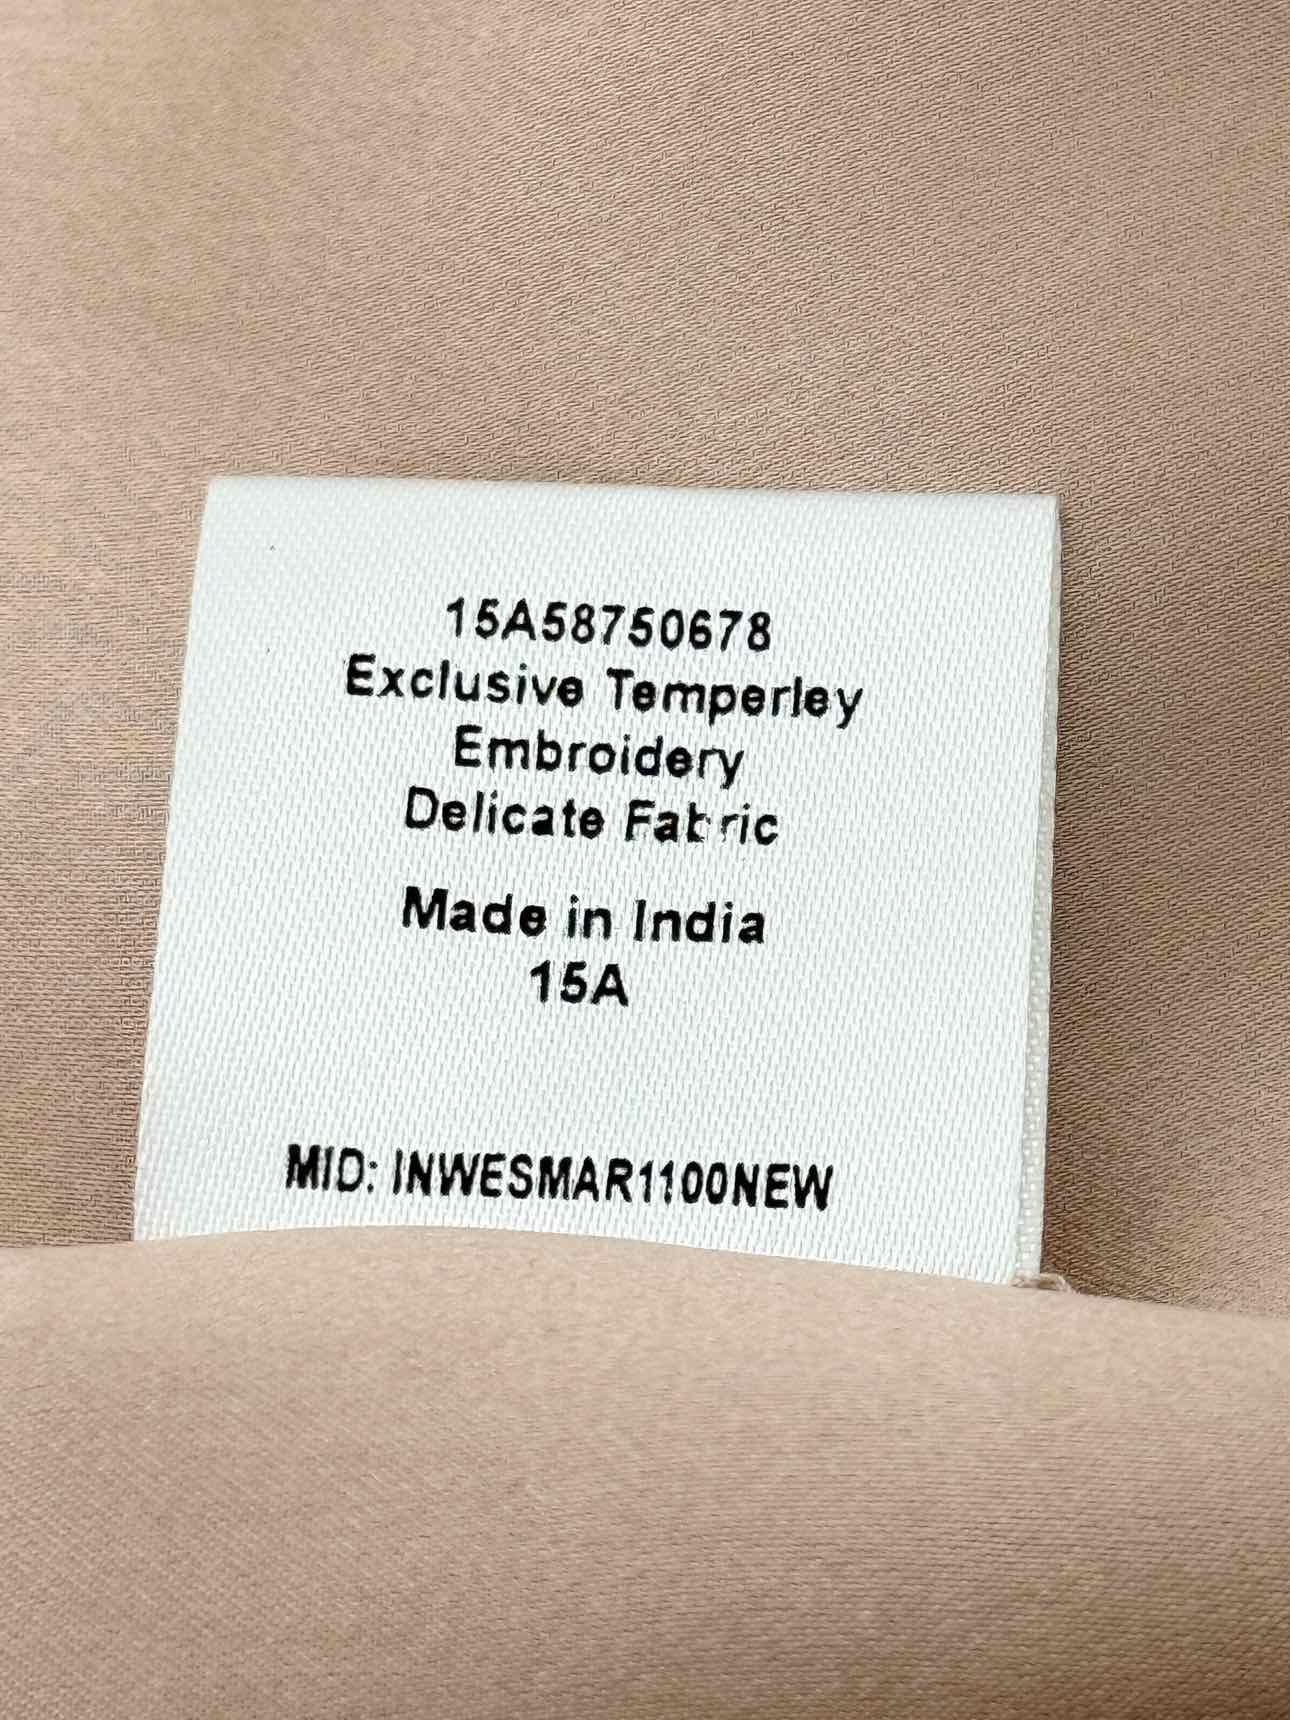 15A58750678
Exclusive Temperley
Embroidery
Delicate Fabric
Made in India
15A
MID: INWESMAR1100NEW